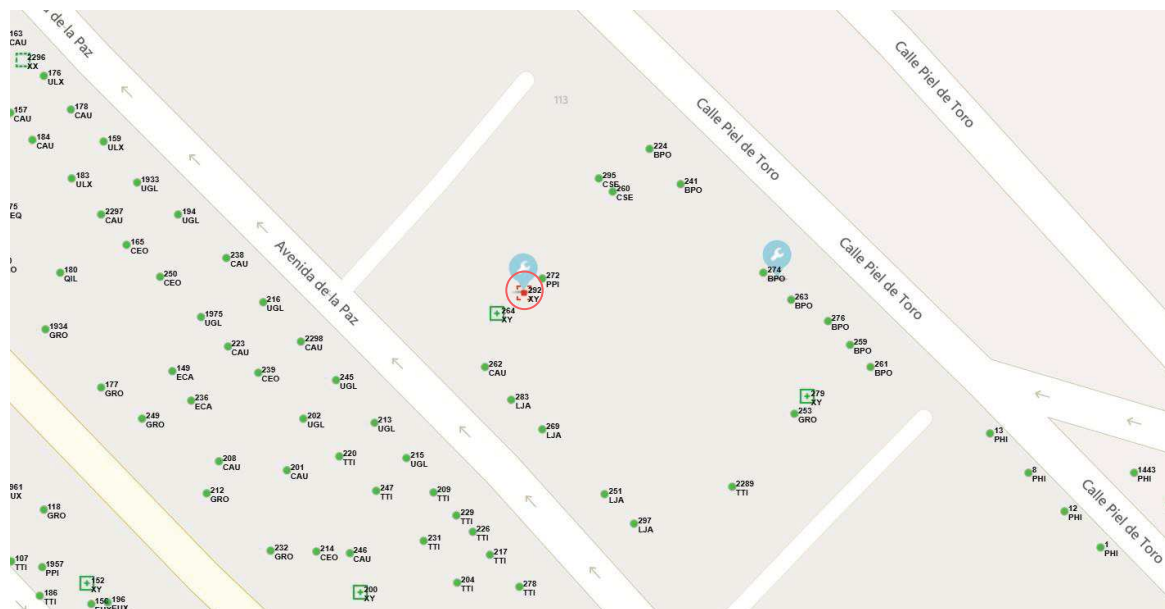 163
CAU
da de la Paz
2296
XX
176
ULX
113
Calle Piel de Toro
157
CAU
178
CAU
Calle Piel de Toro
184
CAU
159
ULX
224
BPO
183
ULX
1933
UGL
295
CSE
260
CSE
241
BPO
75
EQ
2297
CAU
194
UGL
165
CEO
Avenida de la Paz
Calle Piel de Toro
O
180
QIL
250
CEO
238
CAU
272
PPI
274
BPO
292
XY
216
UGL
263
BPO
264
XY
1934
GRO
1975
UGL
276
BPO
223
CAU
2298
CAU
259
BPO
149
ECA
239
CEO
245
UGL
262
CAU
261
BPO
177
GRO
236
ECA
283
LJA
279
XY
249
GRO
202
UGL
213
UGL
253
GRO
269
LJA
13
PHI
208
CAU
201
CAU
220
TTI
215
UGL
8
PHI
1443
PHI
961
UX
212
GRO
247
TTI
209
TTI
251
LJA
2289
TTI
Calle Piel de Toro
118
GRO
229
TTI
226
TTI
297
LJA
12
PHI
232
GRO
214
CEO
246
CAU
231
TTI
217
TTI
1
PHI
107
TTI
1957
PPI
152
XY
200
XY
204
TTI
278
TTI
186
TTI
196
EUX